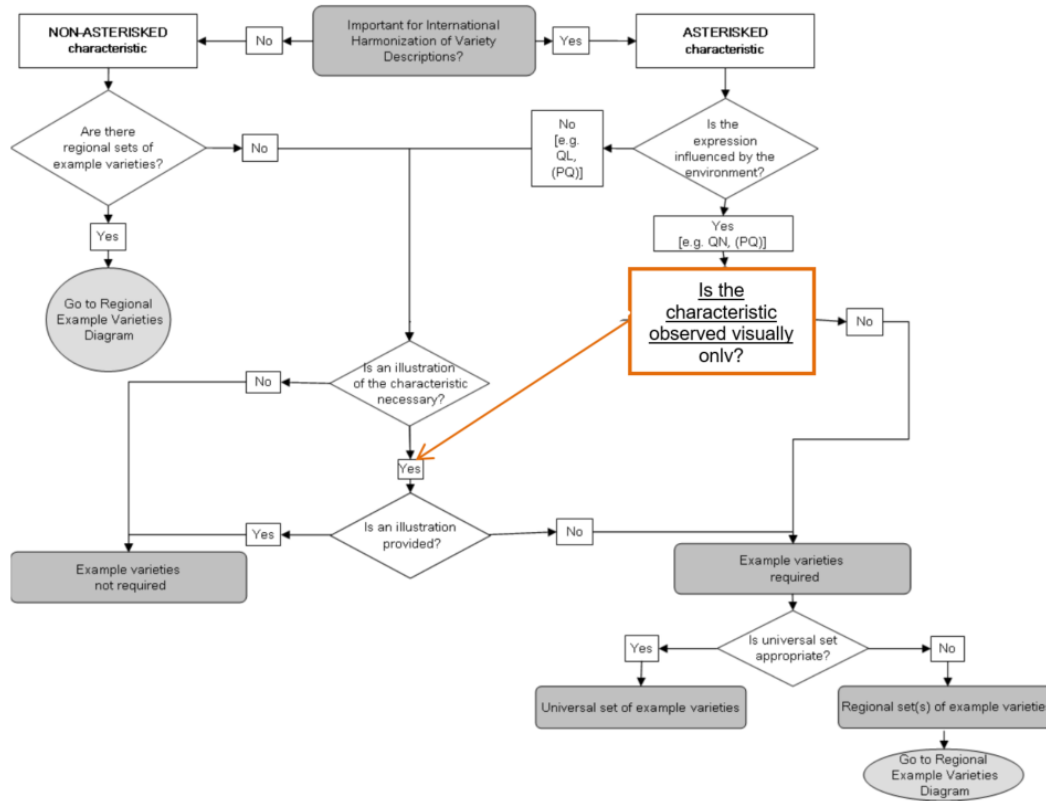 NON-ASTERISKED
characteristic
No
Important for International
Harmonization of Variety
Descriptions?
Yes
ASTERISKED
characteristic
Are there
regional sets of
example varieties?
No
No
[e.g.
QL,
(PQ)]
Is the
expression
influenced by the
environment?
Yes
Yes
[e.g. QN, (PQ)]
Go to Regional
Example Varieties
Diagram
Is the
characteristic
observed visually
only?
No
Is an illustration
of the characteristic
necessary?
No
Yes
Is an illustration
provided?
Yes
No
Example varieties
not required
Example varieties
required
Is universal set
appropriate?
Yes
No
Universal set of example varieties
Regional set(s) of example varietie
Go to Regional
Example Varieties
Diagram